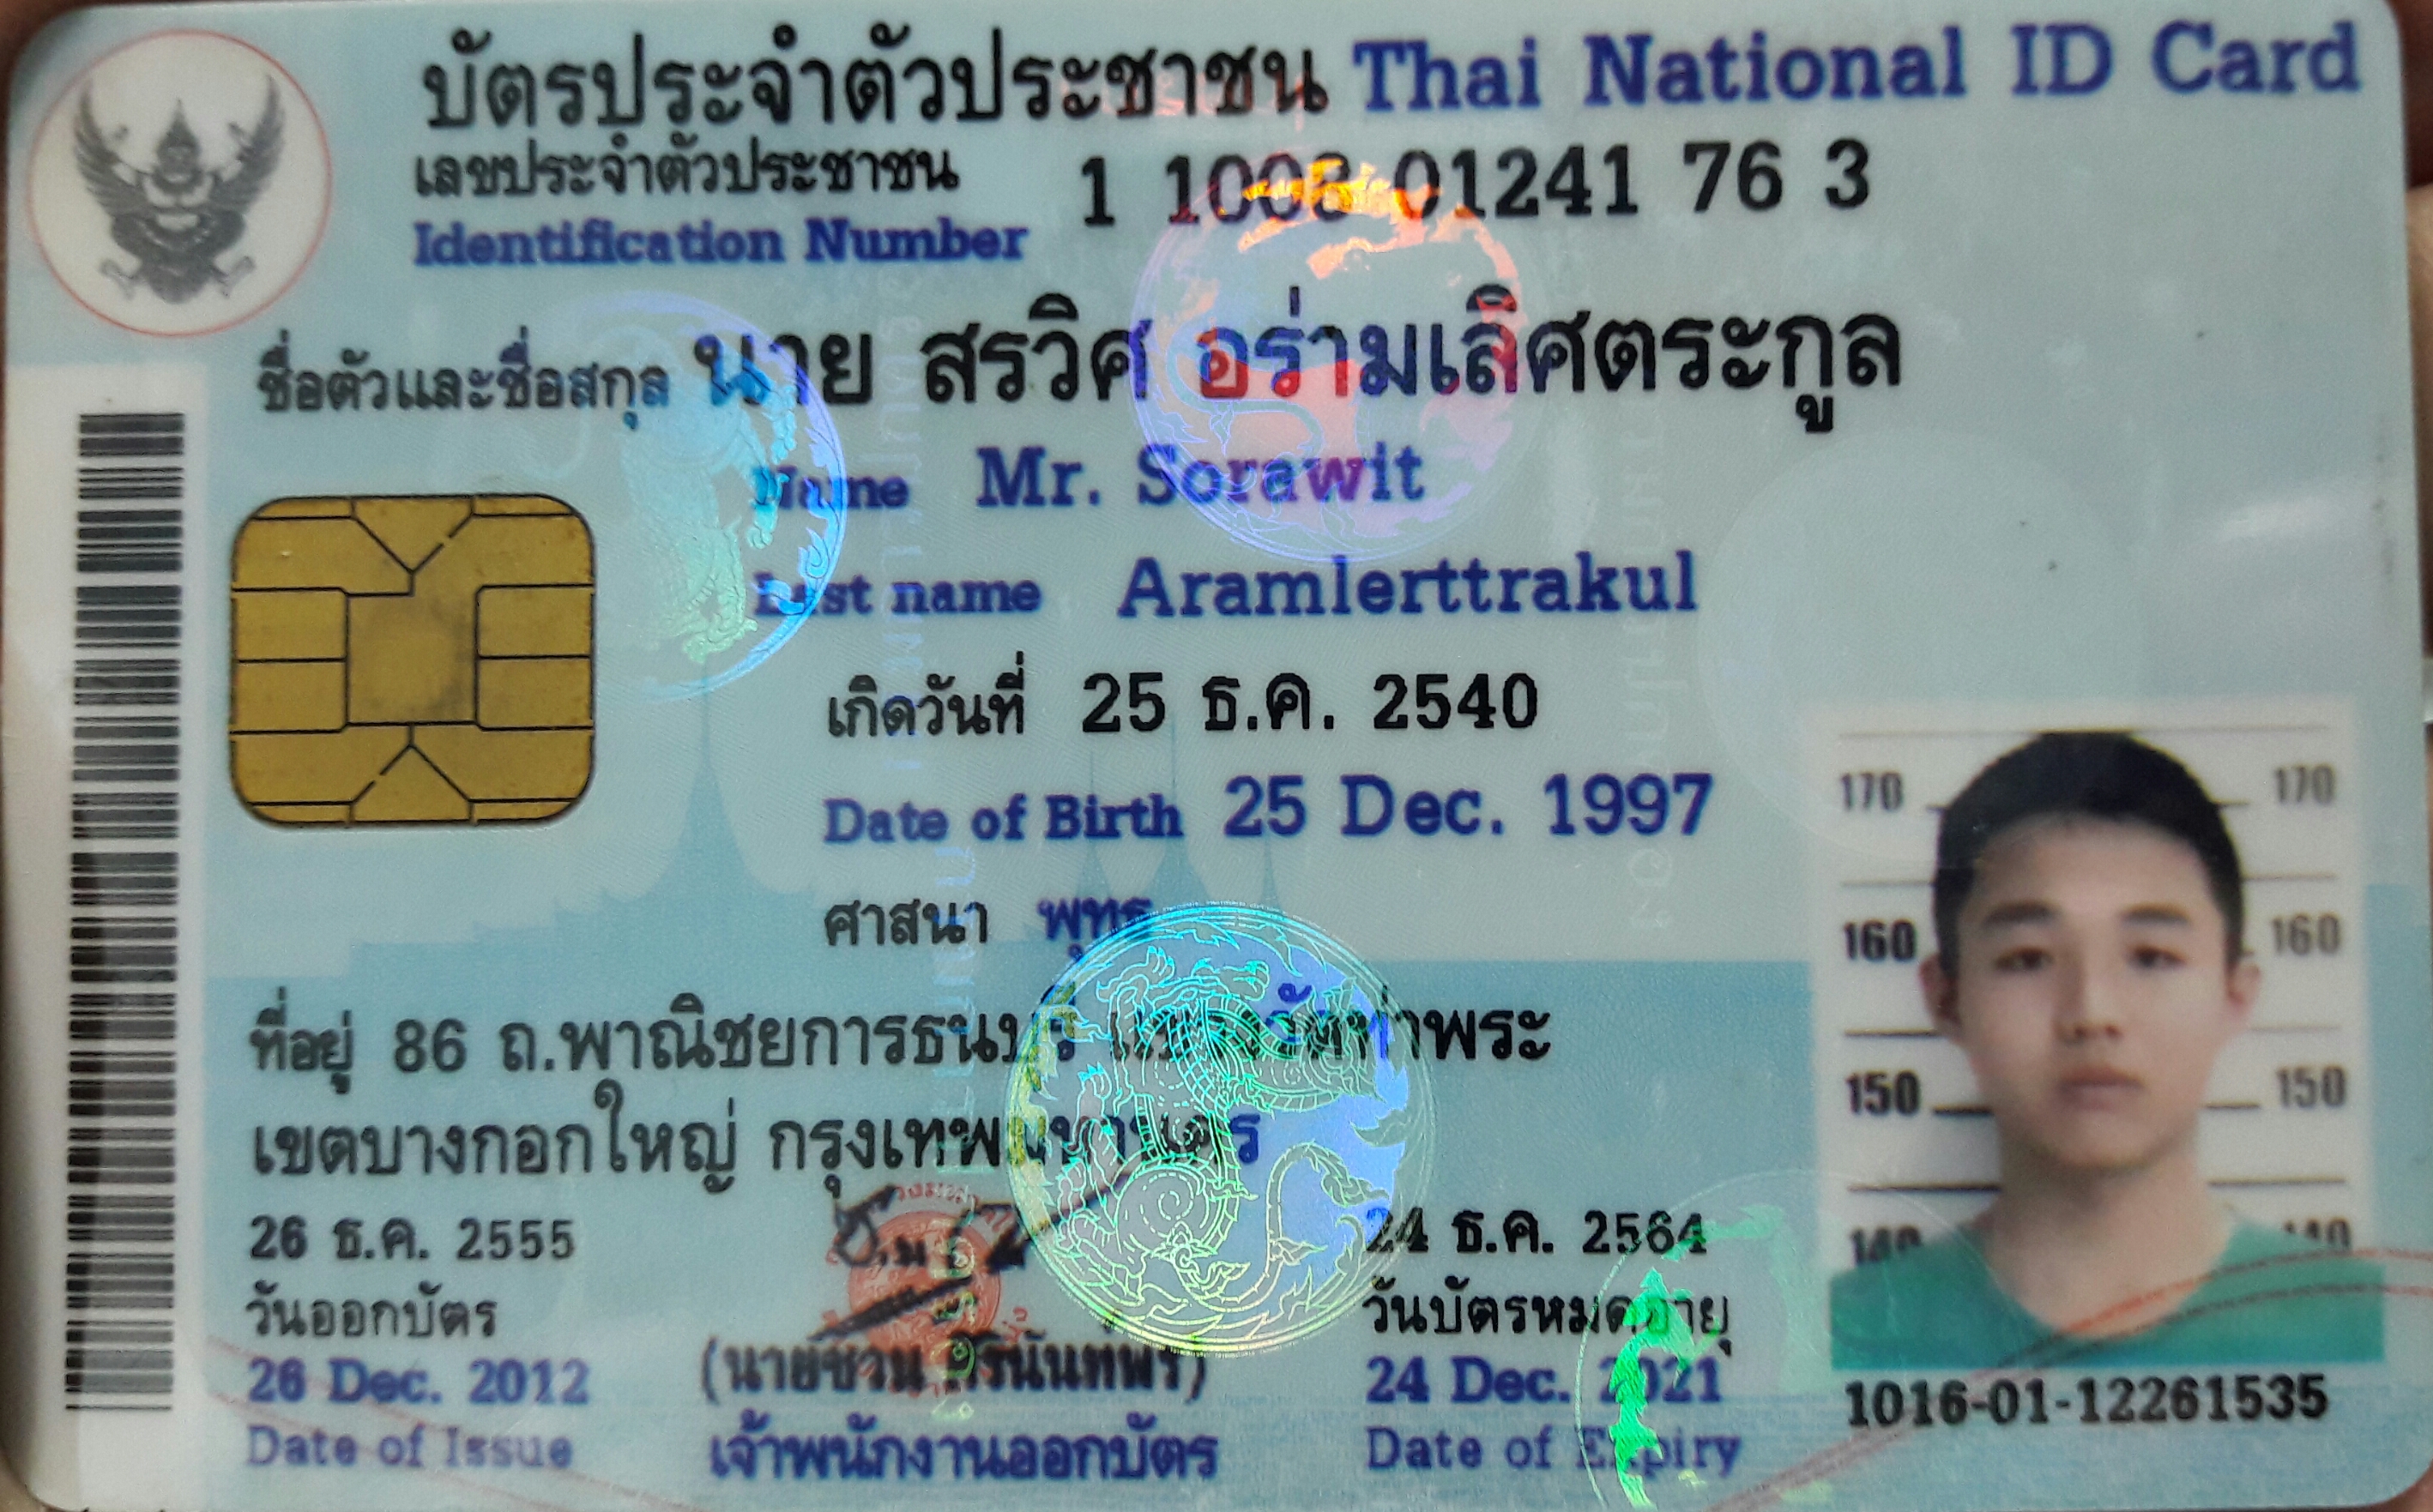 บัตรประจำตัวประชาชน Thai National ID Card
เลขประจำตัวประชาชน 1 1008 01241 76 3
Identification Number
ชื่อตัวและชื่อสกุล นาย สรวิศ อร่ามเลิศตระกูล
Name Mr. Sorawit
Last name Aramlerttrakul
เกิดวันที่ 25 ธ.ค. 2540
Date of Birth 25 Dec. 1997
ศาสนา พุทธ
ที่อยู่ 86 ถ.พาณิชยการธนบุรี แขวงวัดท่าพระ
เขตบางกอกใหญ่ กรุงเทพมหานคร
26 ธ.ค. 2555
วันออกบัตร
26 Dec. 2012
Date of Issue
(นายชวน ศิรินันท์พร)
เจ้าพนักงานออกบัตร
24 ธ.ค. 2564
วันบัตรหมดอายุ
24 Dec. 2021
Date of Expiry
170 170
160 160
150 150
140 140
1016-01-12261535